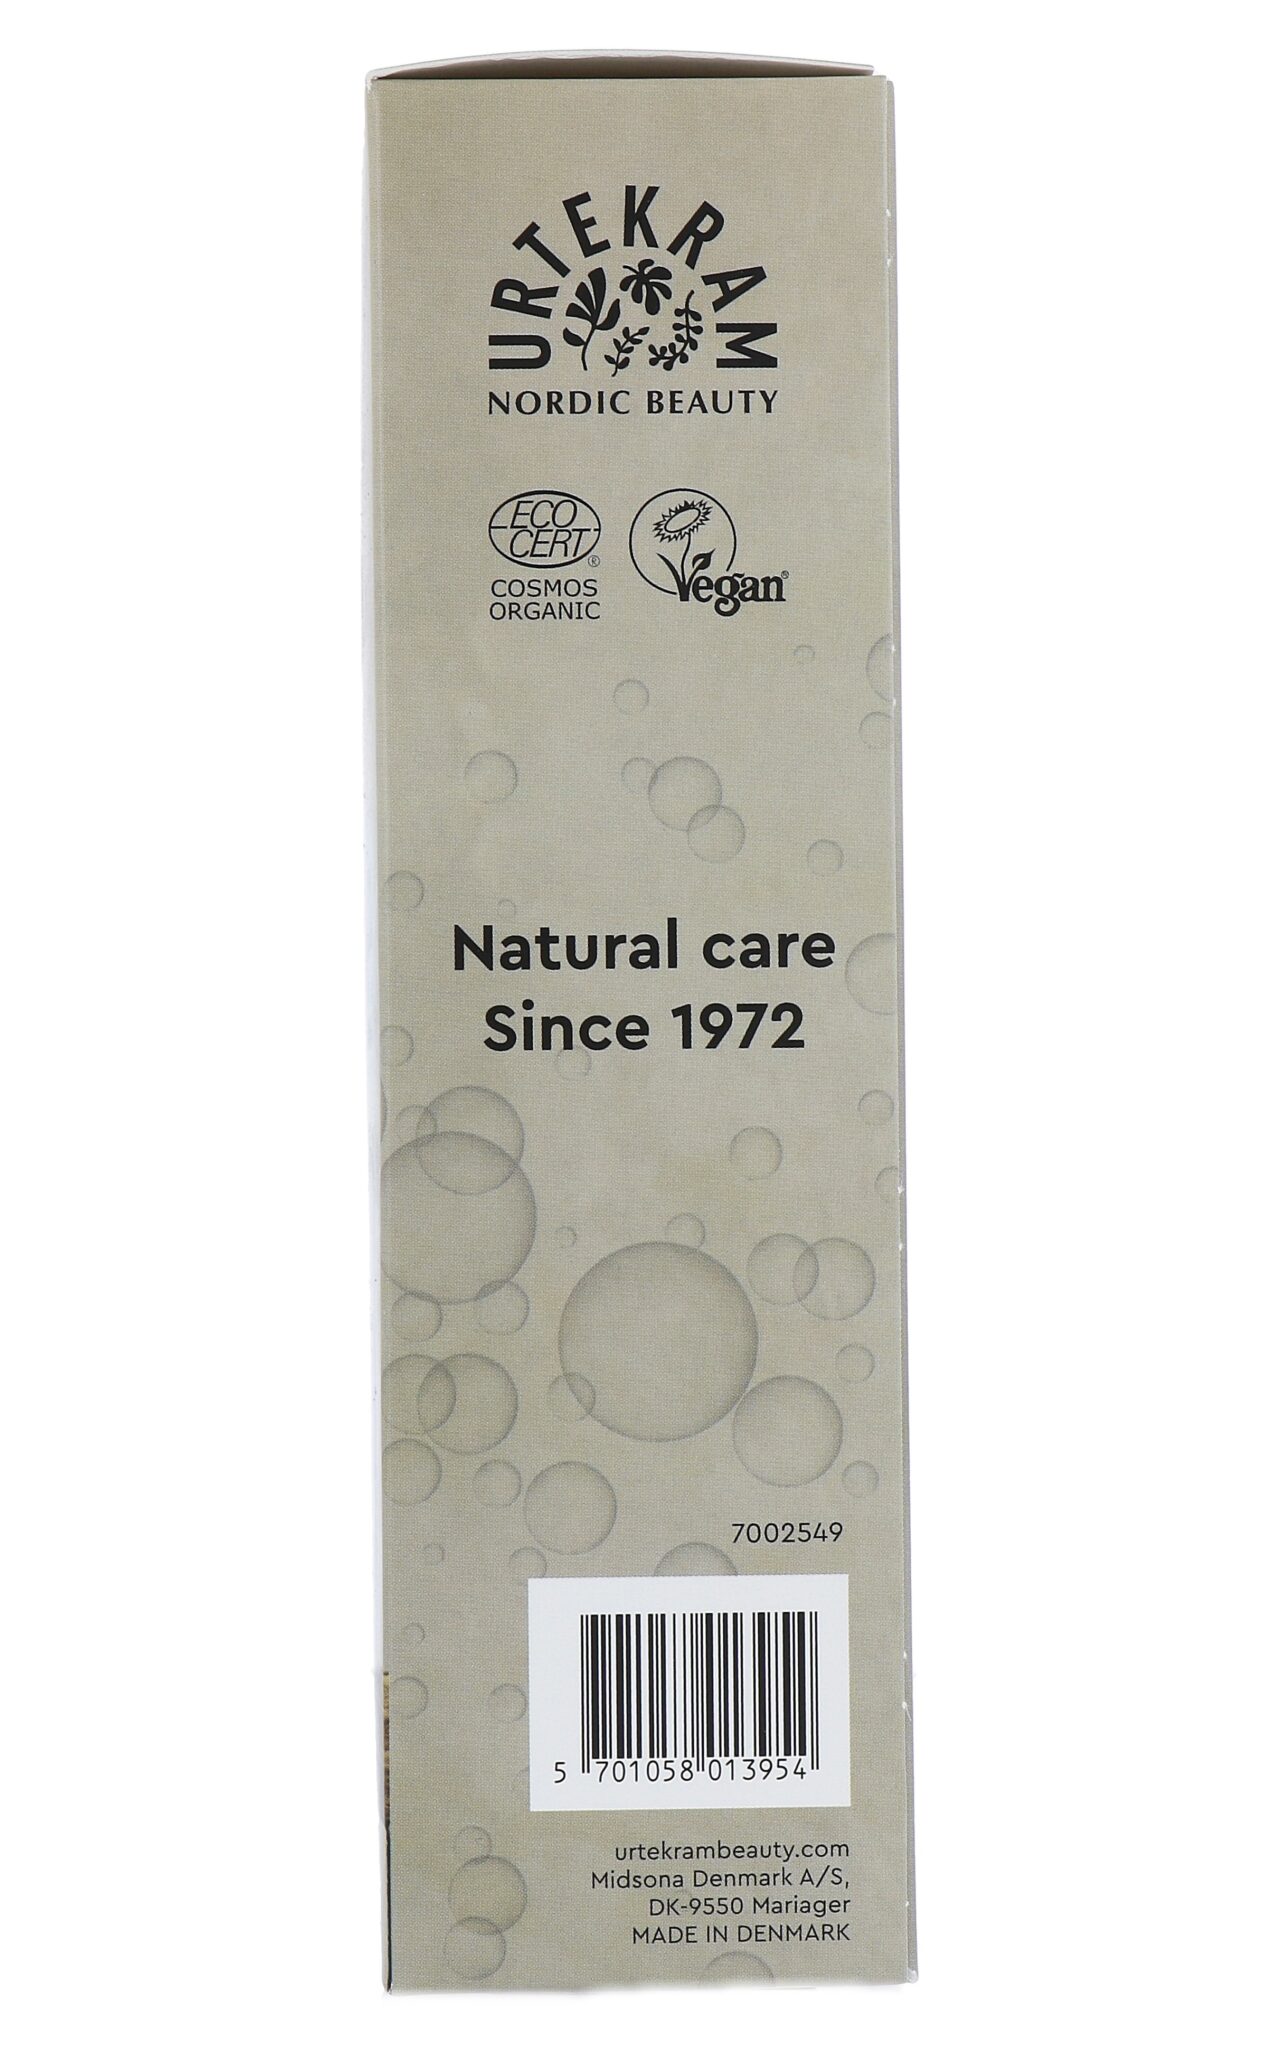 URTEKRAM
NORDIC BEAUTY
ECO
CERT®
COSMOS
ORGANIC
Vegan®
Natural care
Since 1972
7002549
5 701058 013954
urtekrambeauty.com
Midsona Denmark A/S,
DK-9550 Mariager
MADE IN DENMARK